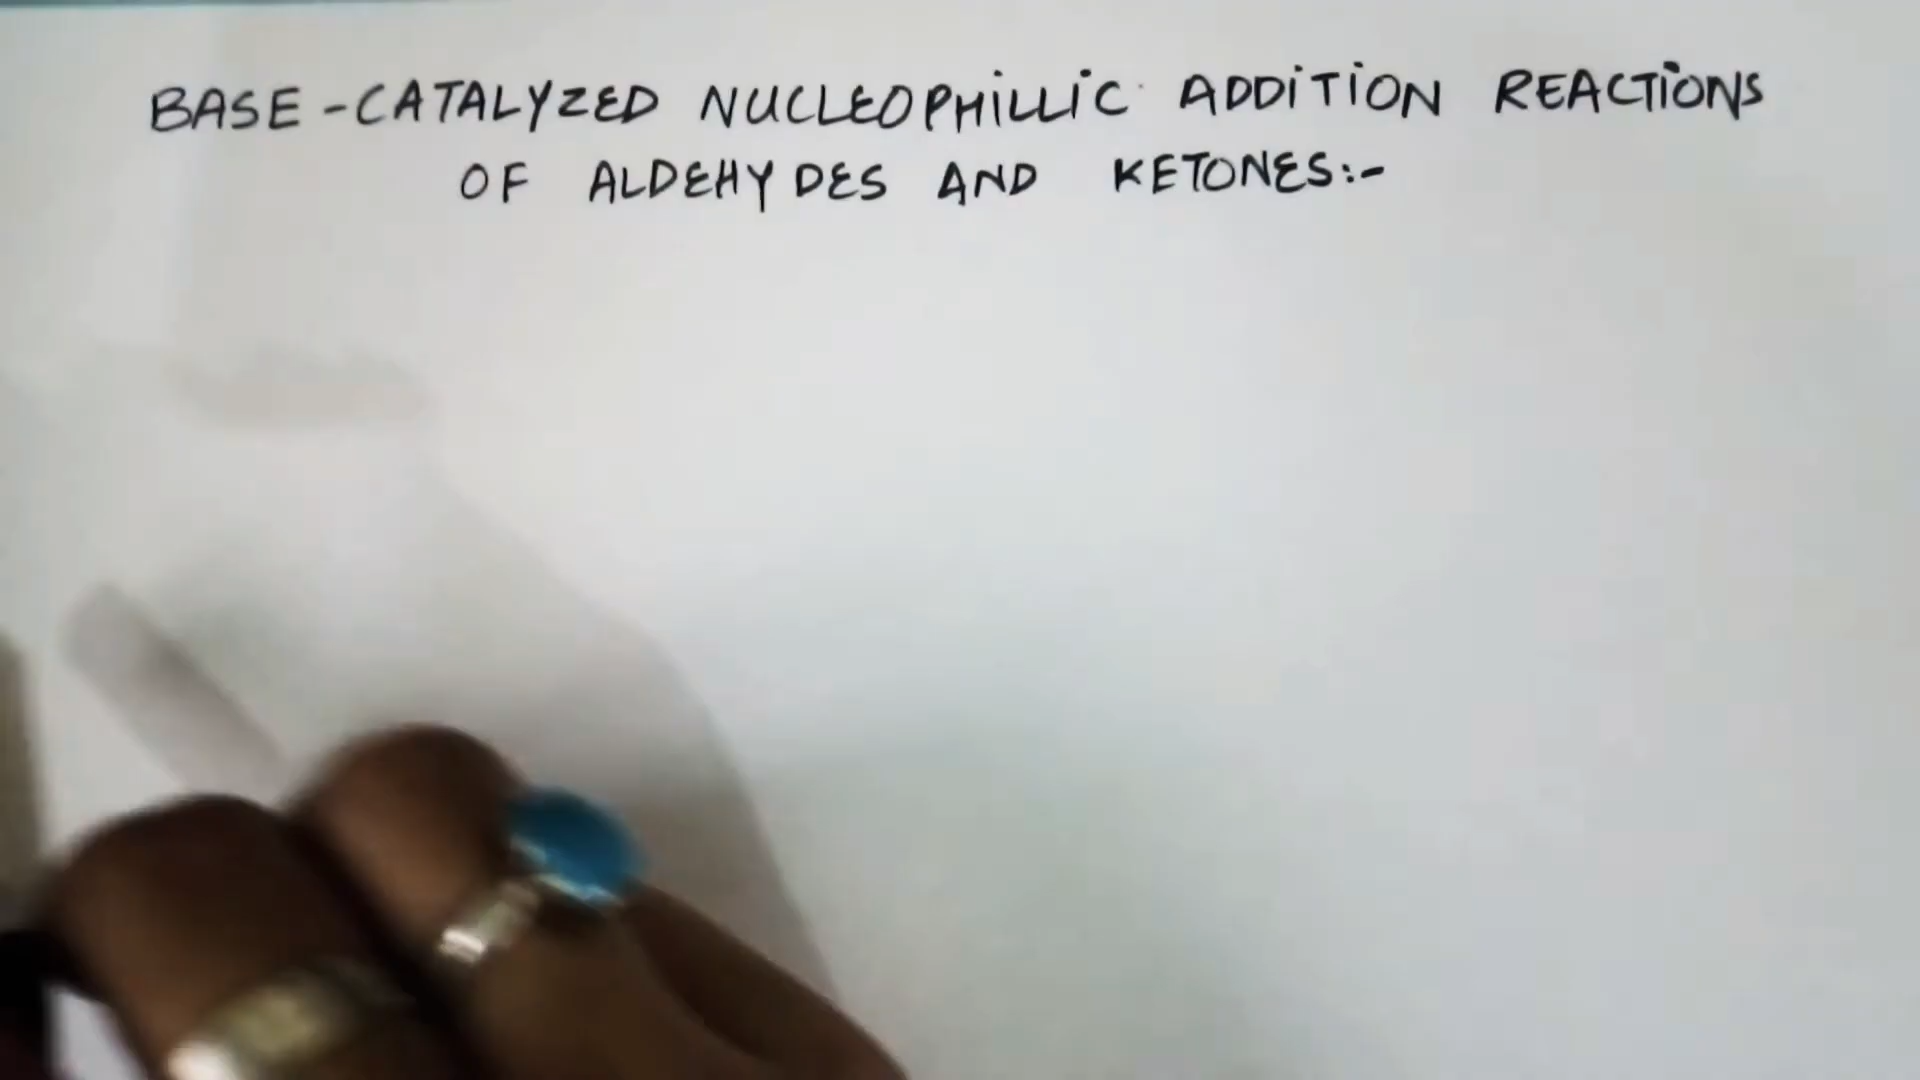 BASE-CATALYZED NUCLEOPHILLIC ADDITION REACTIONS
OF ALDEHYDES AND KETONES:-